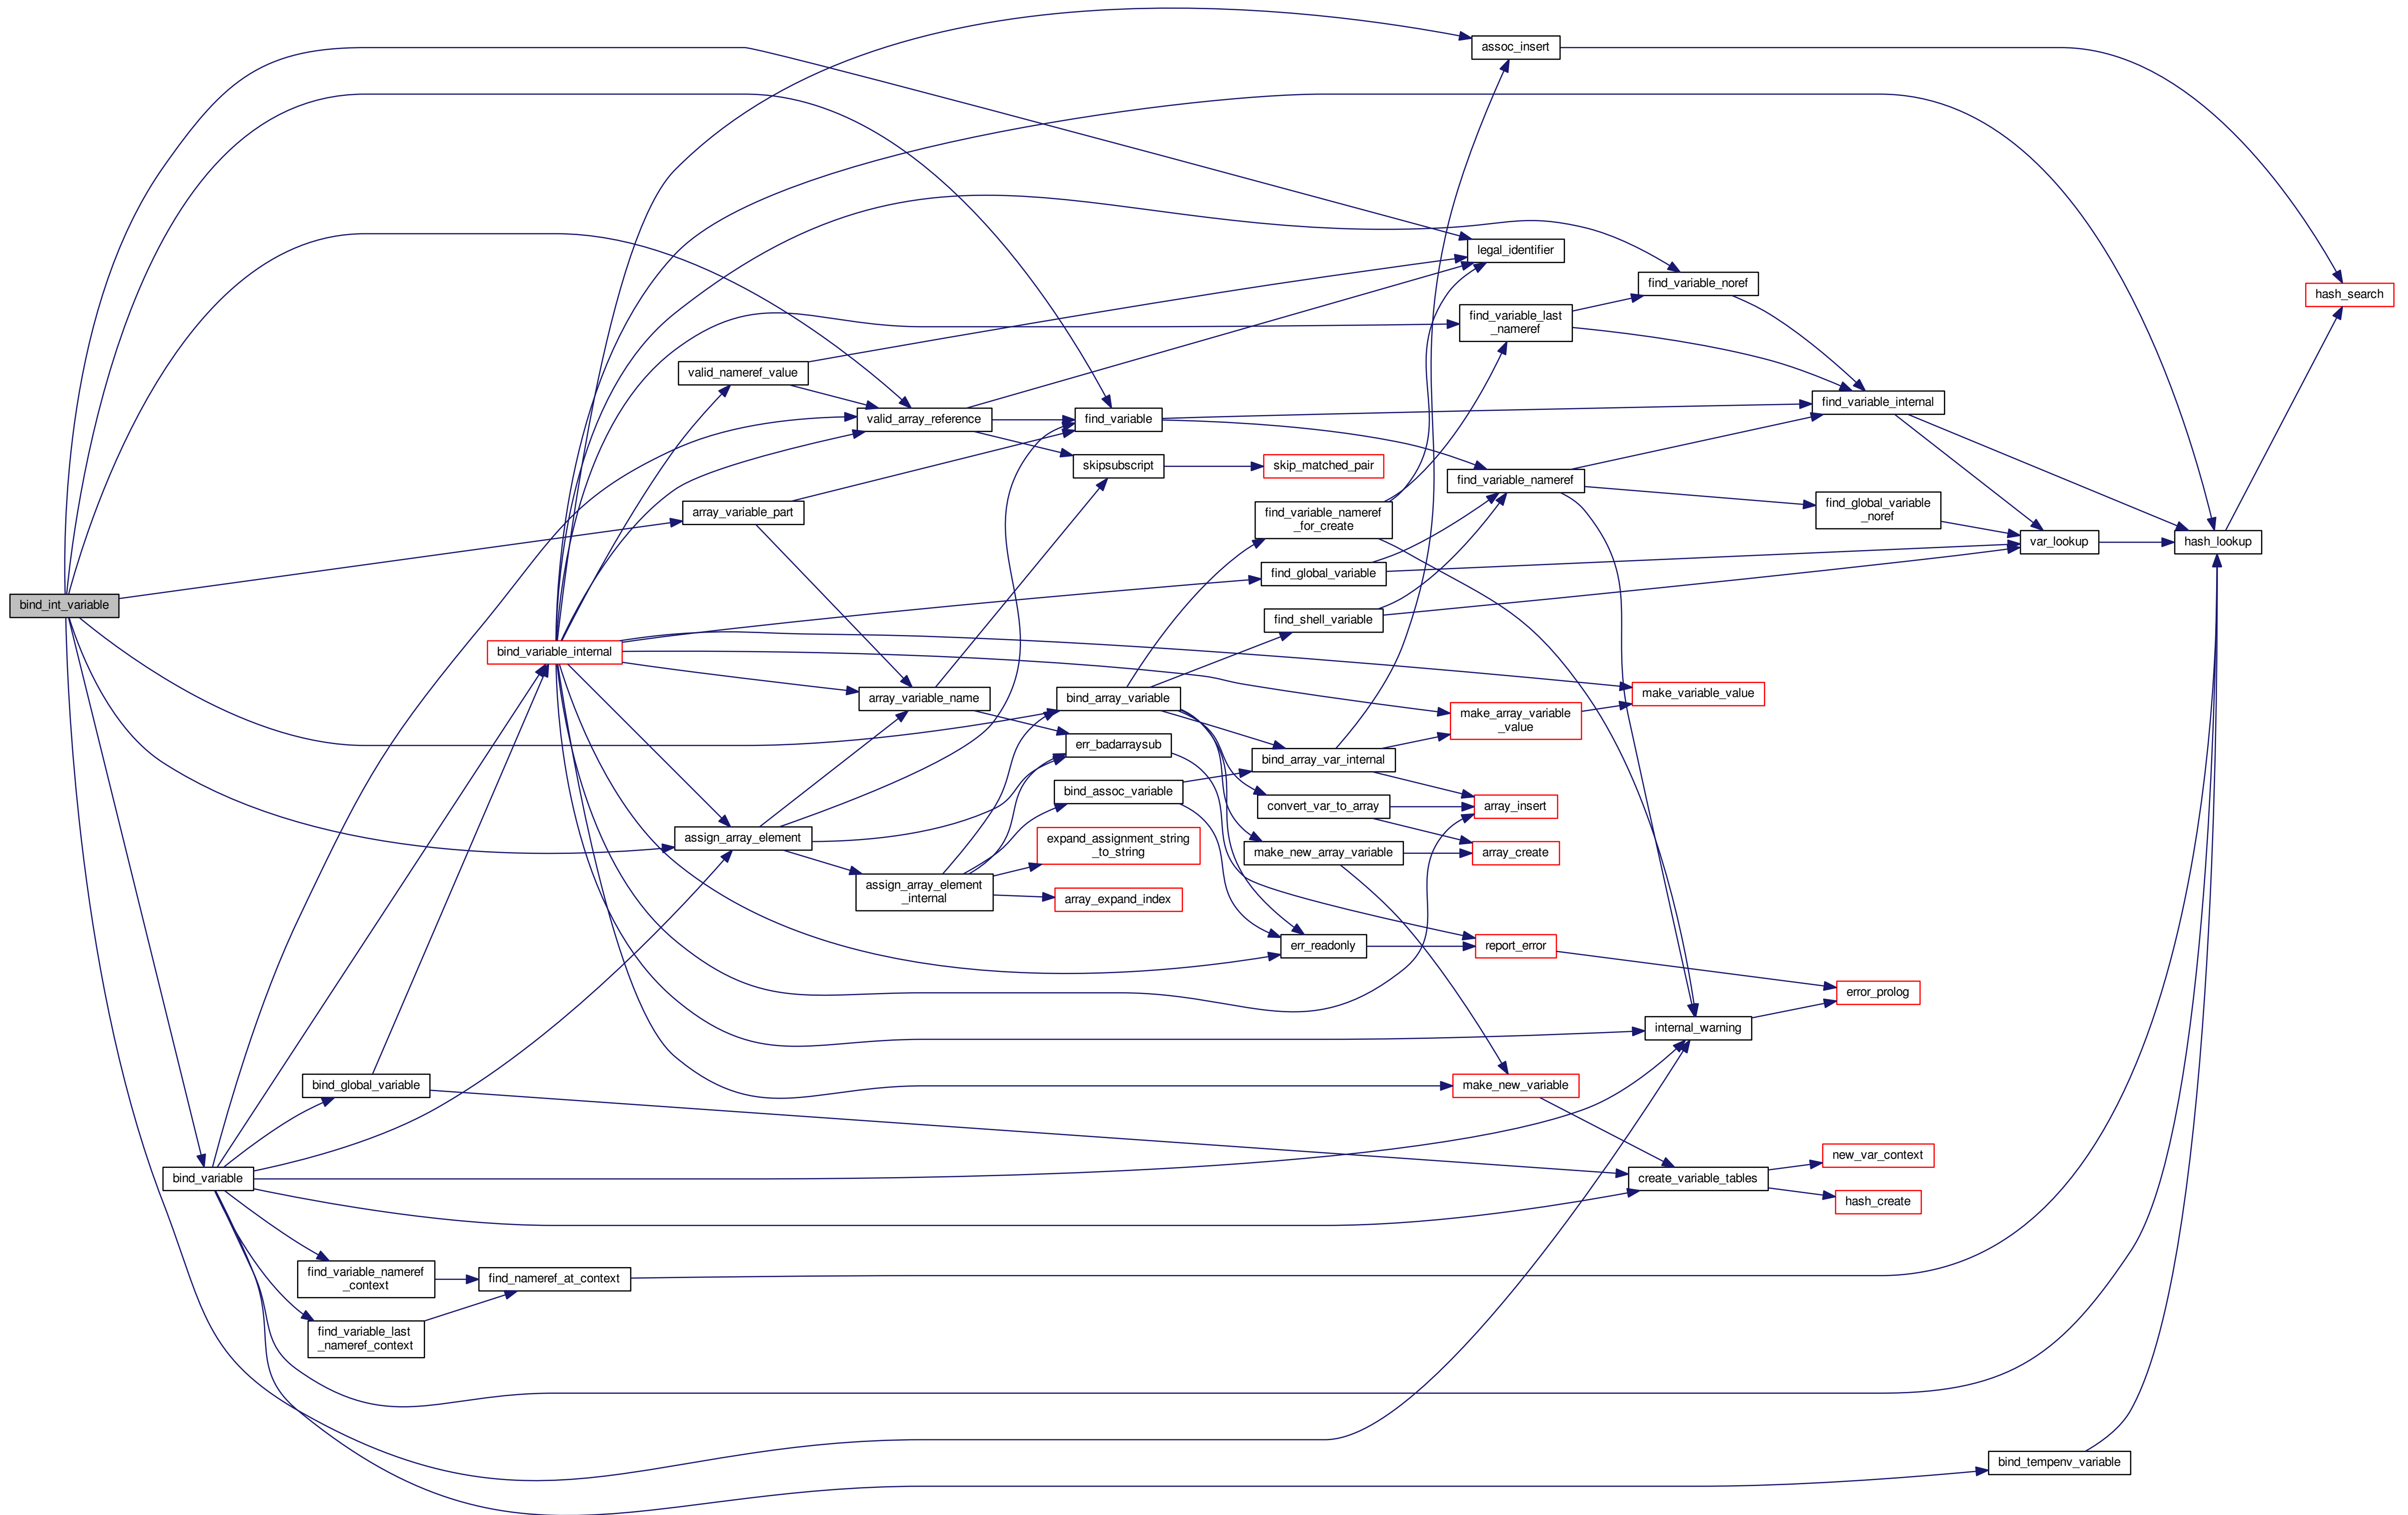 assoc_insert
legal_identifier
find_variable_noref
hash_search
find_variable_last
_nameref
valid_nameref_value
find_variable_internal
valid_array_reference
find_variable
skipsubscript
skip_matched_pair
find_variable_nameref
array_variable_part
find_variable_nameref
_for_create
find_global_variable
_noref
var_lookup
hash_lookup
find_global_variable
bind_int_variable
find_shell_variable
bind_variable_internal
array_variable_name
bind_array_variable
make_variable_value
make_array_variable
_value
err_badarraysub
bind_array_var_internal
bind_assoc_variable
convert_var_to_array
array_insert
assign_array_element
expand_assignment_string
_to_string
make_new_array_variable
array_create
assign_array_element
_internal
array_expand_index
err_readonly
report_error
error_prolog
internal_warning
bind_global_variable
make_new_variable
new_var_context
bind_variable
create_variable_tables
hash_create
find_variable_nameref
_context
find_nameref_at_context
find_variable_last
_nameref_context
bind_tempenv_variable